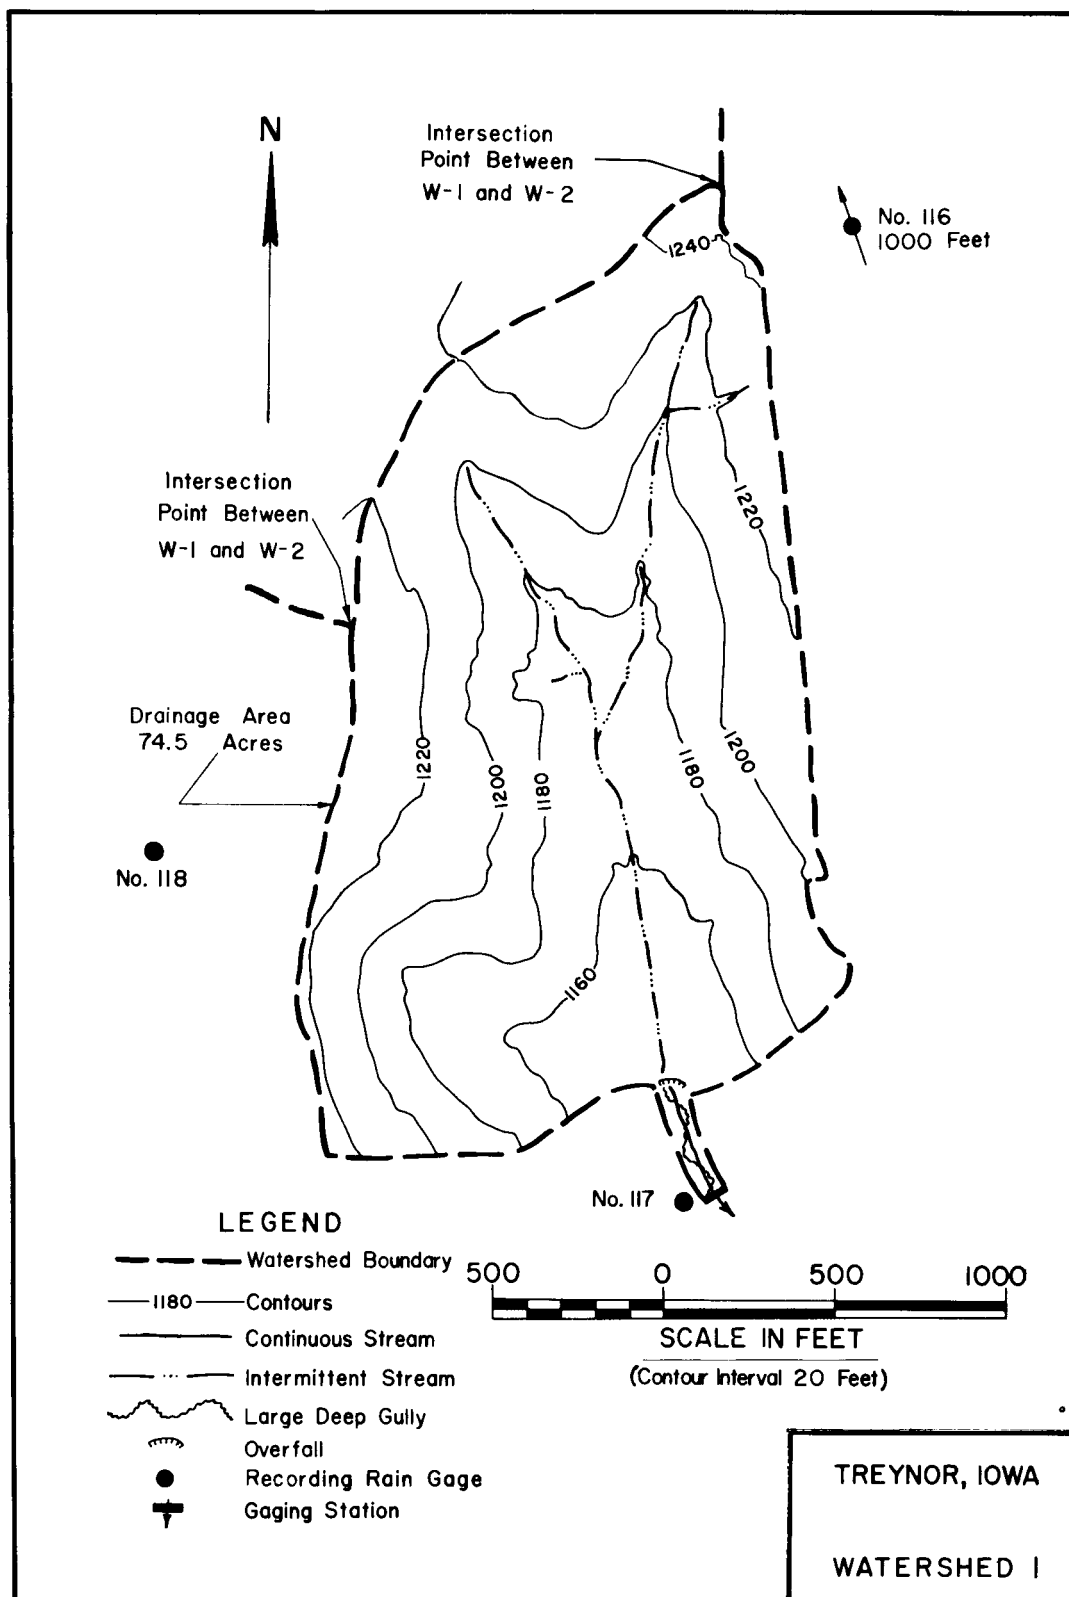 N
Intersection
Point Between
W-1 and W-2
No. 116
1000 Feet
1240
Intersection
Point Between
W-1 and W-2
1220
Drainage Area
74.5 Acres
1220
1200
1180
1180
1200
No. 118
1160
No. 117
LEGEND
Watershed Boundary
1180 Contours
Continuous Stream
Intermittent Stream
Large Deep Gully
Overfall
Recording Rain Gage
Gaging Station
500 0 500 1000
SCALE IN FEET
(Contour Interval 20 Feet)
TREYNOR, IOWA
WATERSHED 1